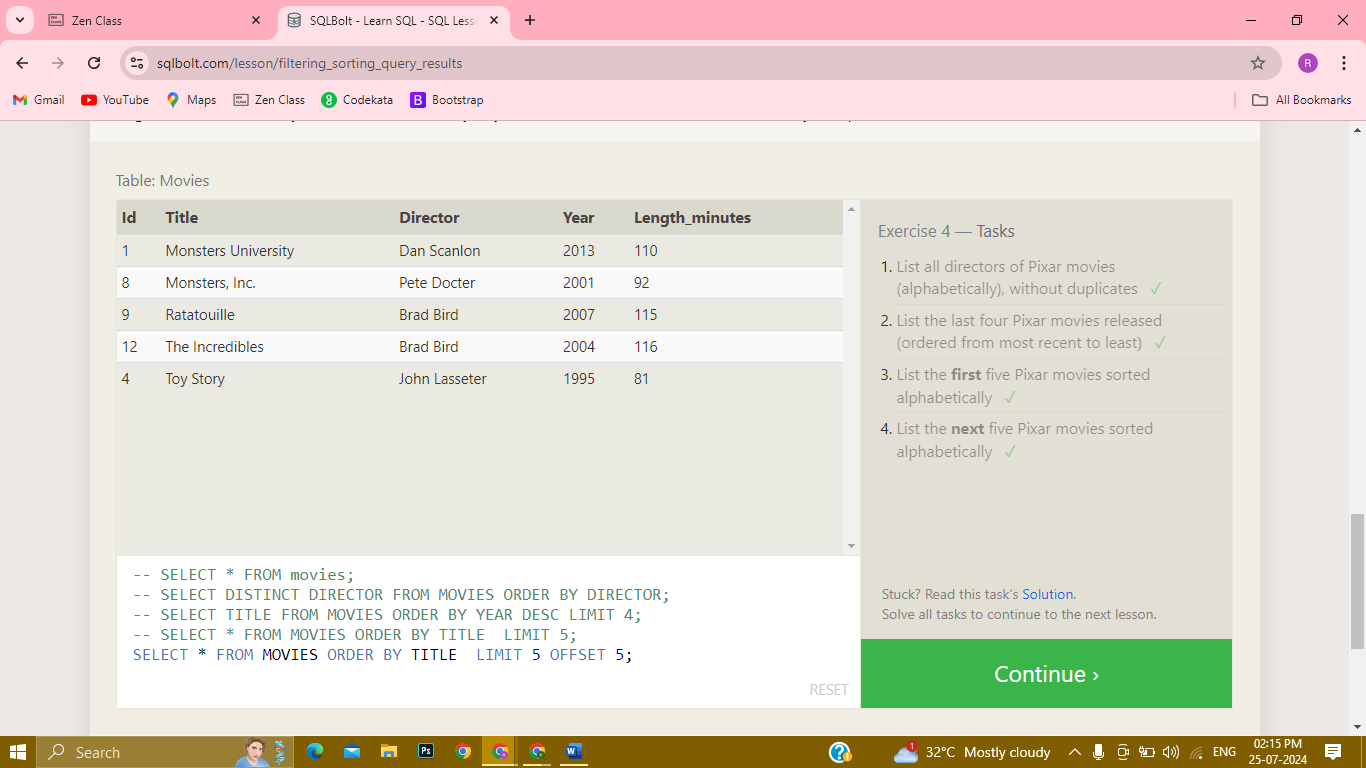 Zen Class
SQLBolt - Learn SQL - SQL Less
sqlbolt.com/lesson/filtering_sorting_query_results
R
Gmail
YouTube
Maps
Zen Class
Codekata
B Bootstrap
All Bookmarks
Table: Movies
Id Title Director Year Length_minutes
1 Monsters University Dan Scanlon 2013 110
8 Monsters, Inc. Pete Docter 2001 92
9 Ratatouille Brad Bird 2007 115
12 The Incredibles Brad Bird 2004 116
4 Toy Story John Lasseter 1995 81
Exercise 4 — Tasks
1. List all directors of Pixar movies
(alphabetically), without duplicates ✓
2. List the last four Pixar movies released
(ordered from most recent to least) ✓
3. List the first five Pixar movies sorted
alphabetically ✓
4. List the next five Pixar movies sorted
alphabetically ✓
-- SELECT * FROM movies;
-- SELECT DISTINCT DIRECTOR FROM MOVIES ORDER BY DIRECTOR;
-- SELECT TITLE FROM MOVIES ORDER BY YEAR DESC LIMIT 4;
-- SELECT * FROM MOVIES ORDER BY TITLE  LIMIT 5;
SELECT * FROM MOVIES ORDER BY TITLE  LIMIT 5 OFFSET 5;
RESET
Stuck? Read this task's Solution.
Solve all tasks to continue to the next lesson.
Continue ›
Search
Ps
W
1
32°C Mostly cloudy
ENG
02:15 PM
25-07-2024